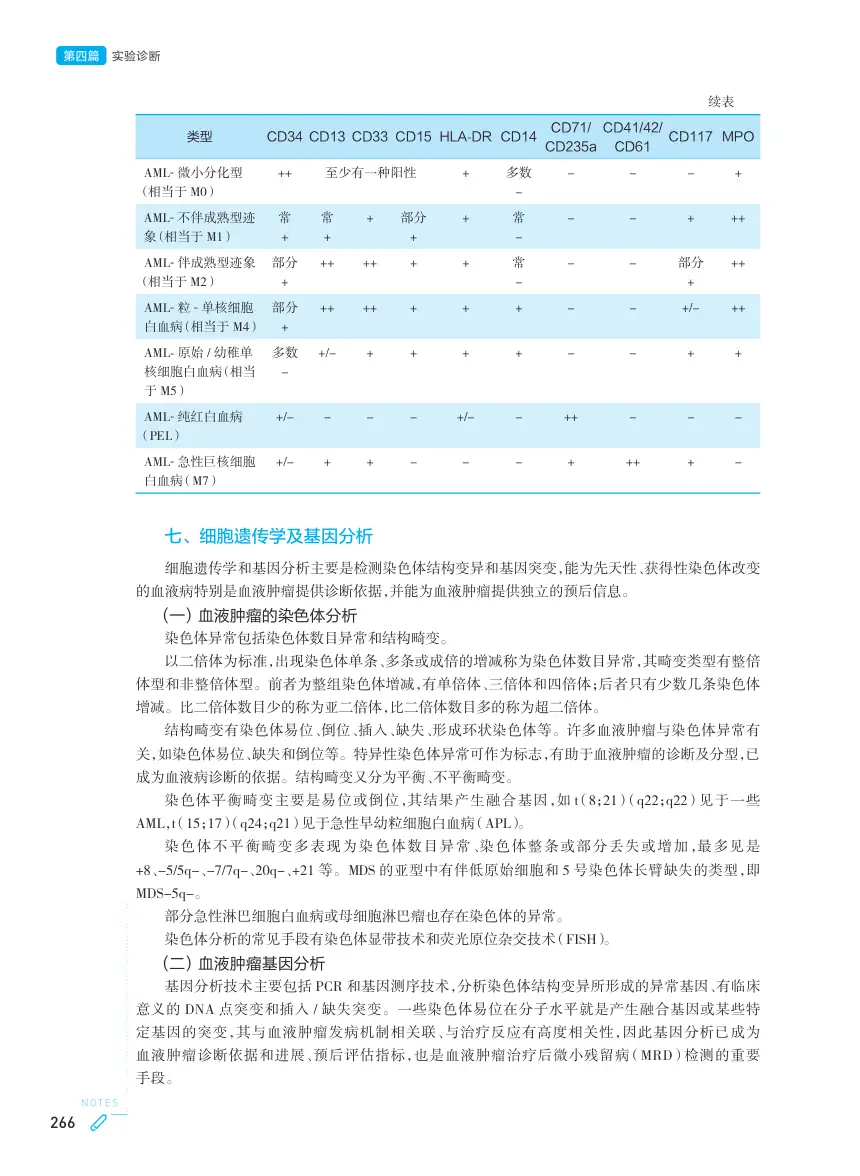 第四篇 实验诊断
续表
类型 CD34 CD13 CD33 CD15 HLA-DR CD14 CD71/CD235a CD41/42/CD61 CD117 MPO
AML- 微小分化型 ++ 至少有一种阳性 + 多数 – – – +
（相当于 M0） –
AML- 不伴成熟型迹 常 常 + 部分 + 常 – – + ++
象（相当于 M1） + + + –
AML- 伴成熟型迹象 部分 ++ ++ + + 常 – – 部分 ++
（相当于 M2） + – +
AML- 粒 - 单核细胞 部分 ++ ++ + + + – – +/– ++
白血病（相当于 M4） +
AML- 原始 / 幼稚单 多数 +/– + + + + – – + +
核细胞白血病（相当 –
于 M5）
AML- 纯红白血病 +/– – – – +/– – ++ – – –
（PEL）
AML- 急性巨核细胞 +/– + + – – – + ++ + –
白血病（M7）
七、细胞遗传学及基因分析
细胞遗传学和基因分析主要是检测染色体结构变异和基因突变，能为先天性、获得性染色体改变
的血液病特别是血液肿瘤提供诊断依据，并能为血液肿瘤提供独立的预后信息。
（一）血液肿瘤的染色体分析
染色体异常包括染色体数目异常和结构畸变。
以二倍体为标准，出现染色体单条、多条或成倍的增减称为染色体数目异常，其畸变类型有整倍
体型和非整倍体型。前者为整组染色体增减，有单倍体、三倍体和四倍体；后者只有少数几条染色体
增减。比二倍体数目少的称为亚二倍体，比二倍体数目多的称为超二倍体。
结构畸变有染色体易位、倒位、插入、缺失、形成环状染色体等。许多血液肿瘤与染色体异常有
关，如染色体易位、缺失和倒位等。特异性染色体异常可作为标志，有助于血液肿瘤的诊断及分型，已
成为血液病诊断的依据。结构畸变又分为平衡、不平衡畸变。
染色体平衡畸变主要是易位或倒位，其结果产生融合基因，如 t（8；21）（q22；q22）见于一些
AML，t（15；17）（q24；q21）见于急性早幼粒细胞白血病（APL）。
染色体不平衡畸变多表现为染色体数目异常、染色体整条或部分丢失或增加，最多见是
+8、–5/5q–、–7/7q–、20q–、+21 等。MDS 的亚型中有伴低原始细胞和 5 号染色体长臂缺失的类型，即
MDS–5q–。
部分急性淋巴细胞白血病或母细胞淋巴瘤也存在染色体的异常。
染色体分析的常见手段有染色体显带技术和荧光原位杂交技术（FISH）。
（二）血液肿瘤基因分析
基因分析技术主要包括 PCR 和基因测序技术，分析染色体结构变异所形成的异常基因、有临床
意义的 DNA 点突变和插入 / 缺失突变。一些染色体易位在分子水平就是产生融合基因或某些特
定基因的突变，其与血液肿瘤发病机制相关联、与治疗反应有高度相关性，因此基因分析已成为
血液肿瘤诊断依据和进展、预后评估指标，也是血液肿瘤治疗后微小残留病（MRD）检测的重要
手段。
NOTES
266